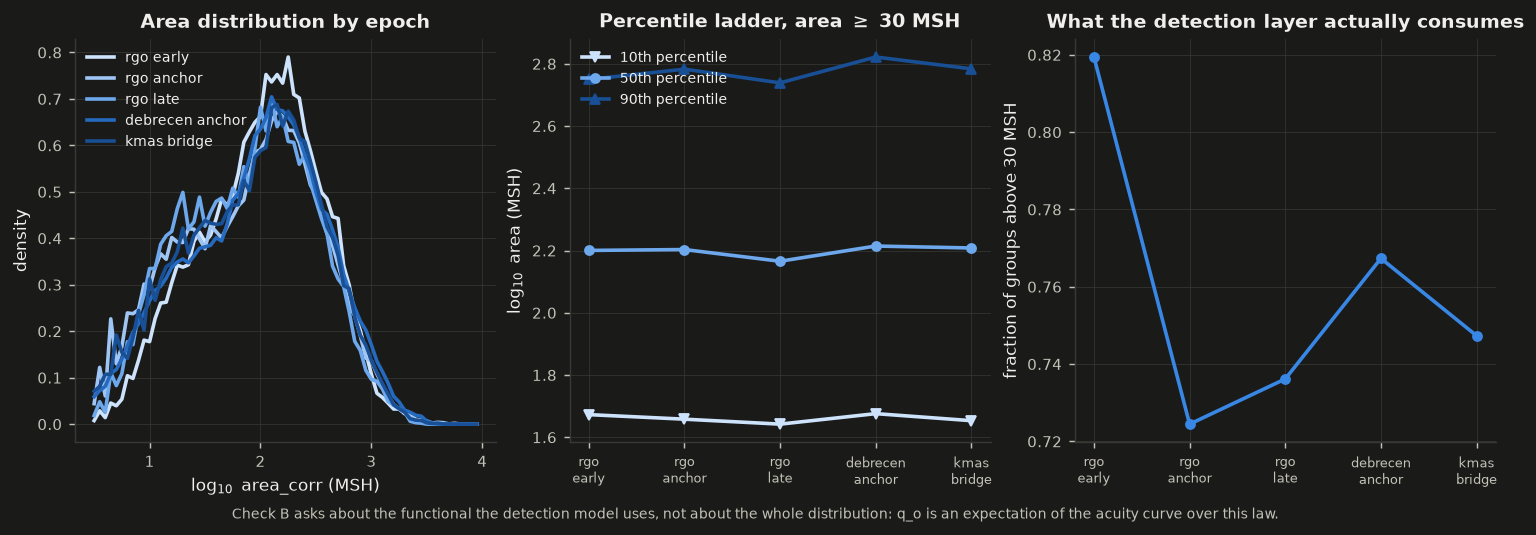 Area distribution by epoch
density
0.8
0.7
0.6
0.5
0.4
0.3
0.2
0.1
0.0
rgo early
rgo anchor
rgo late
debrecen anchor
kmas bridge
1
2
3
4
log10 area_corr (MSH)
Percentile ladder, area ≥ 30 MSH
log10 area (MSH)
2.8
2.6
2.4
2.2
2.0
1.8
1.6
10th percentile
50th percentile
90th percentile
rgo
early
rgo
anchor
rgo
late
debrecen
anchor
kmas
bridge
What the detection layer actually consumes
fraction of groups above 30 MSH
0.82
0.80
0.78
0.76
0.74
0.72
rgo
early
rgo
anchor
rgo
late
debrecen
anchor
kmas
bridge
Check B asks about the functional the detection model uses, not about the whole distribution: q_o is an expectation of the acuity curve over this law.